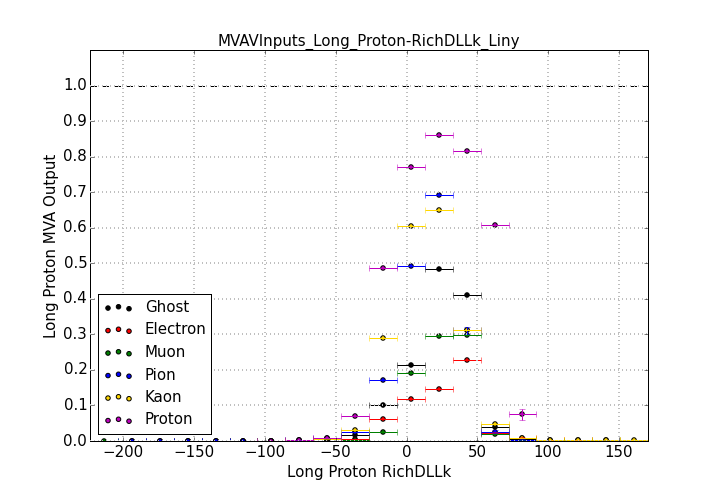 MVAVInputs_Long_Proton-RichDLLk_Liny
Long Proton MVA Output
1.0
0.9
0.8
0.7
0.6
0.5
0.4
0.3
0.2
0.1
0.0
Ghost
Electron
Muon
Pion
Kaon
Proton
−200 −150 −100 −50 0 50 100 150
Long Proton RichDLLk